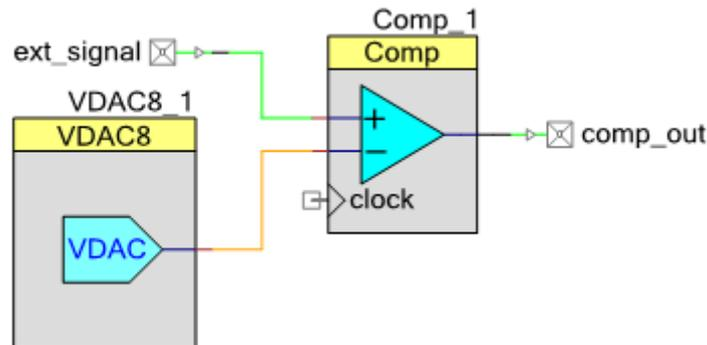 Comp_1
ext_signal
Comp
VDAC8_1
VDAC8
+
−
comp_out
clock
VDAC